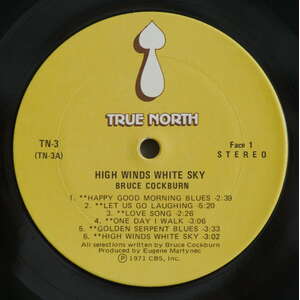 TRUE NORTH
TN-3
(TN-3A)
Face 1
STEREO
HIGH WINDS WHITE SKY
BRUCE COCKBURN
1. **HAPPY GOOD MORNING BLUES -2:39
2. **LET US GO LAUGHING -5:20
3. **LOVE SONG -2:36
4. **ONE DAY I WALK -3:06
5. **GOLDEN SERPENT BLUES -3:33
6. **HIGH WINDS WHITE SKY -3:02
All selections written by Bruce Cockburn
Produced by Eugene Martynec
Ⓟ 1971 CBS, Inc.